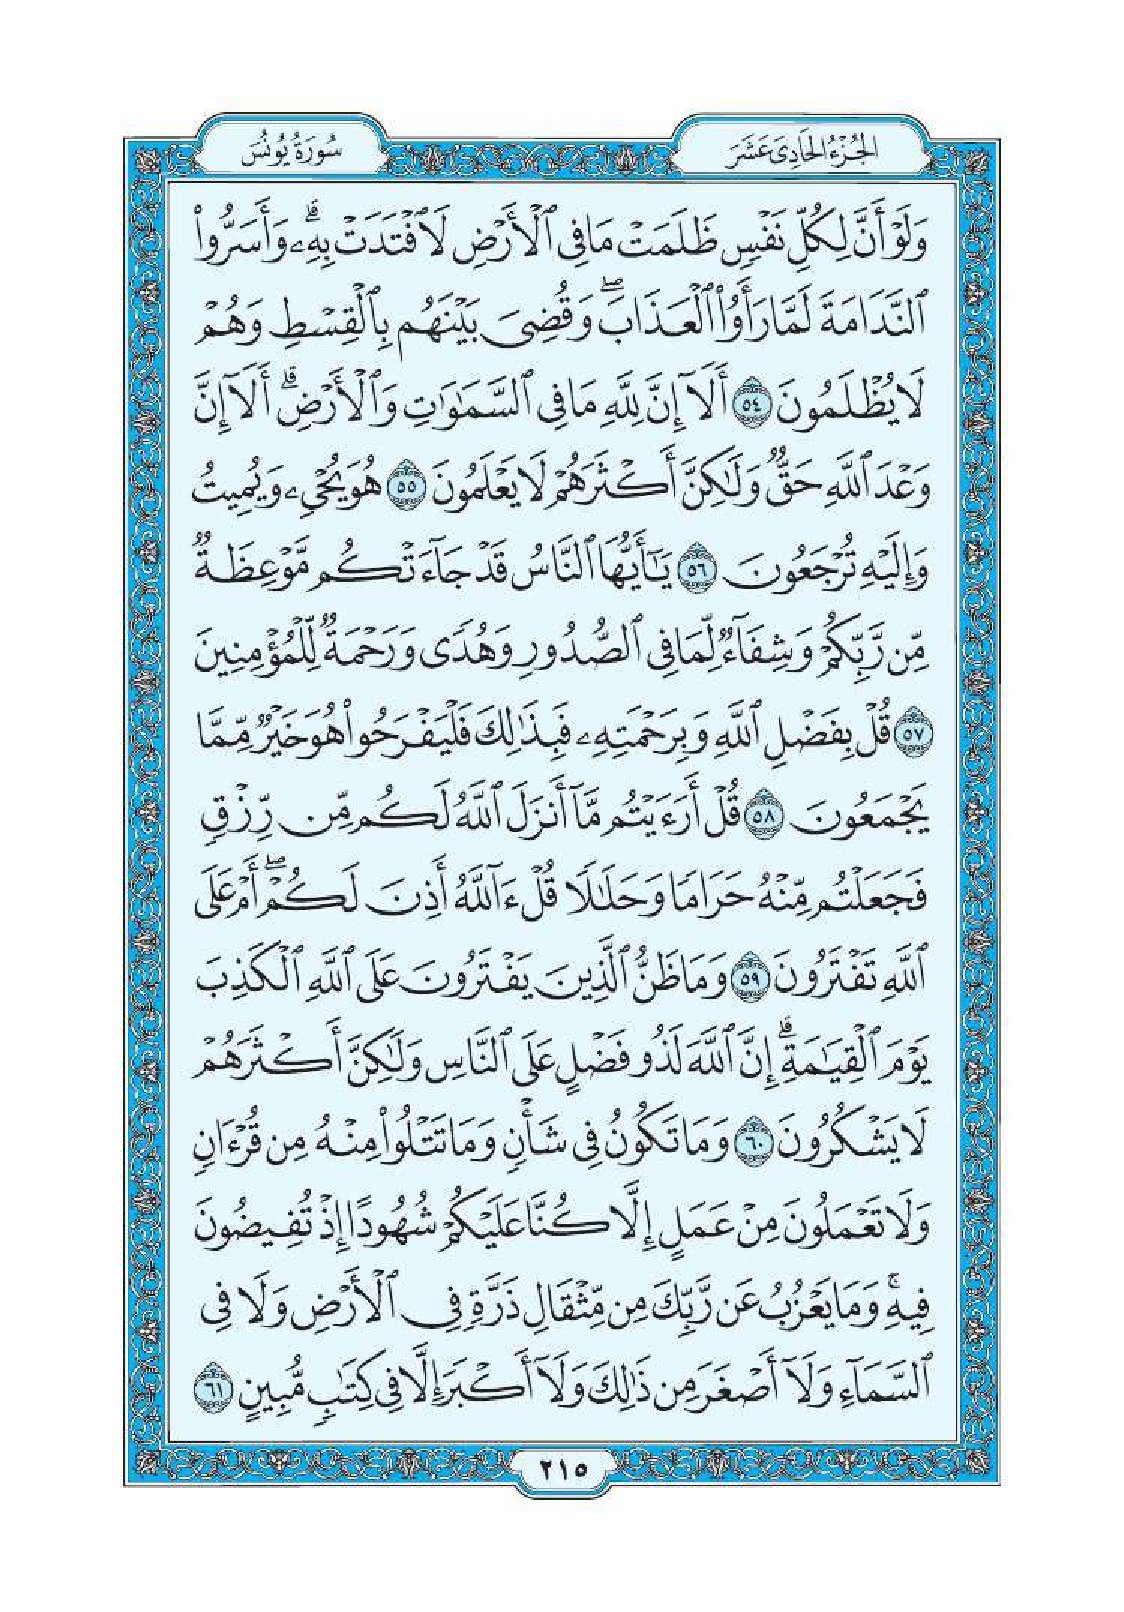 الجُزْءُ الحَادِى عَشَرَ
سُورَةُ يُونُسَ
وَلَوْ أَنَّ لِكُلِّ نَفْسٖ ظَلَمَتْ مَا فِي ٱلْأَرْضِ لَٱفْتَدَتْ بِهِۦۗ وَأَسَرُّواْ
ٱلنَّدَامَةَ لَمَّا رَأَوُاْ ٱلْعَذَابَۖ وَقُضِىَ بَيْنَهُم بِٱلْقِسْطِ وَهُمْ
لَا يُظْلَمُونَ ٥٤ أَلَآ إِنَّ لِلَّهِ مَا فِي ٱلسَّمَٰوَٰتِ وَٱلْأَرْضِۗ أَلَآ إِنَّ
وَعْدَ ٱللَّهِ حَقّٞ وَلَٰكِنَّ أَكْثَرَهُمْ لَا يَعْلَمُونَ ٥٥ هُوَ يُحْيِۦ وَيُمِيتُ
وَإِلَيْهِ تُرْجَعُونَ ٥٦ يَٰٓأَيُّهَا ٱلنَّاسُ قَدْ جَآءَتْكُم مَّوْعِظَةٞ
مِّن رَّبِّكُمْ وَشِفَآءٞ لِّمَا فِي ٱلصُّدُورِ وَهُدٗى وَرَحْمَةٞ لِّلْمُؤْمِنِينَ
٥٧ قُلْ بِفَضْلِ ٱللَّهِ وَبِرَحْمَتِهِۦ فَبِذَٰلِكَ فَلْيَفْرَحُواْ هُوَ خَيْرٞ مِّمَّا
يَجْمَعُونَ ٥٨ قُلْ أَرَءَيْتُم مَّآ أَنزَلَ ٱللَّهُ لَكُم مِّن رِّزْقٖ
فَجَعَلْتُم مِّنْهُ حَرَامٗا وَحَلَٰلٗا قُلْ ءَآللَّهُ أَذِنَ لَكُمْۖ أَمْ عَلَى
ٱللَّهِ تَفْتَرُونَ ٥٩ وَمَا ظَنُّ ٱلَّذِينَ يَفْتَرُونَ عَلَى ٱللَّهِ ٱلْكَذِبَ
يَوْمَ ٱلْقِيَٰمَةِۗ إِنَّ ٱللَّهَ لَذُو فَضْلٍ عَلَى ٱلنَّاسِ وَلَٰكِنَّ أَكْثَرَهُمْ
لَا يَشْكُرُونَ ٦٠ وَمَا تَكُونُ فِي شَأْنٖ وَمَا تَتْلُواْ مِنْهُ مِن قُرْءَانٖ
وَلَا تَعْمَلُونَ مِنْ عَمَلٍ إِلَّا كُنَّا عَلَيْكُمْ شُهُودًا إِذْ تُفِيضُونَ
فِيهِۚ وَمَا يَعْزُبُ عَن رَّبِّكَ مِن مِّثْقَالِ ذَرَّةٖ فِي ٱلْأَرْضِ وَلَا فِي
ٱلسَّمَآءِ وَلَآ أَصْغَرَ مِن ذَٰلِكَ وَلَآ أَكْبَرَ إِلَّا فِي كِتَٰبٖ مُّبِينٍ ٦١
٢١٥